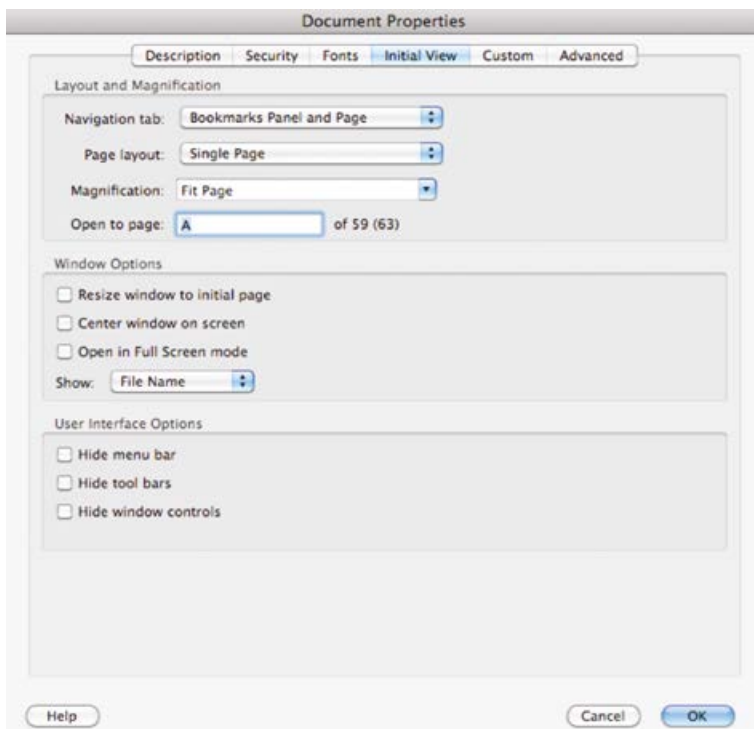 Document Properties
Description Security Fonts Initial View Custom Advanced
Layout and Magnification
Navigation tab: Bookmarks Panel and Page
Page layout: Single Page
Magnification: Fit Page
Open to page: A of 59 (63)
Window Options
Resize window to initial page
Center window on screen
Open in Full Screen mode
Show: File Name
User Interface Options
Hide menu bar
Hide tool bars
Hide window controls
Help Cancel OK